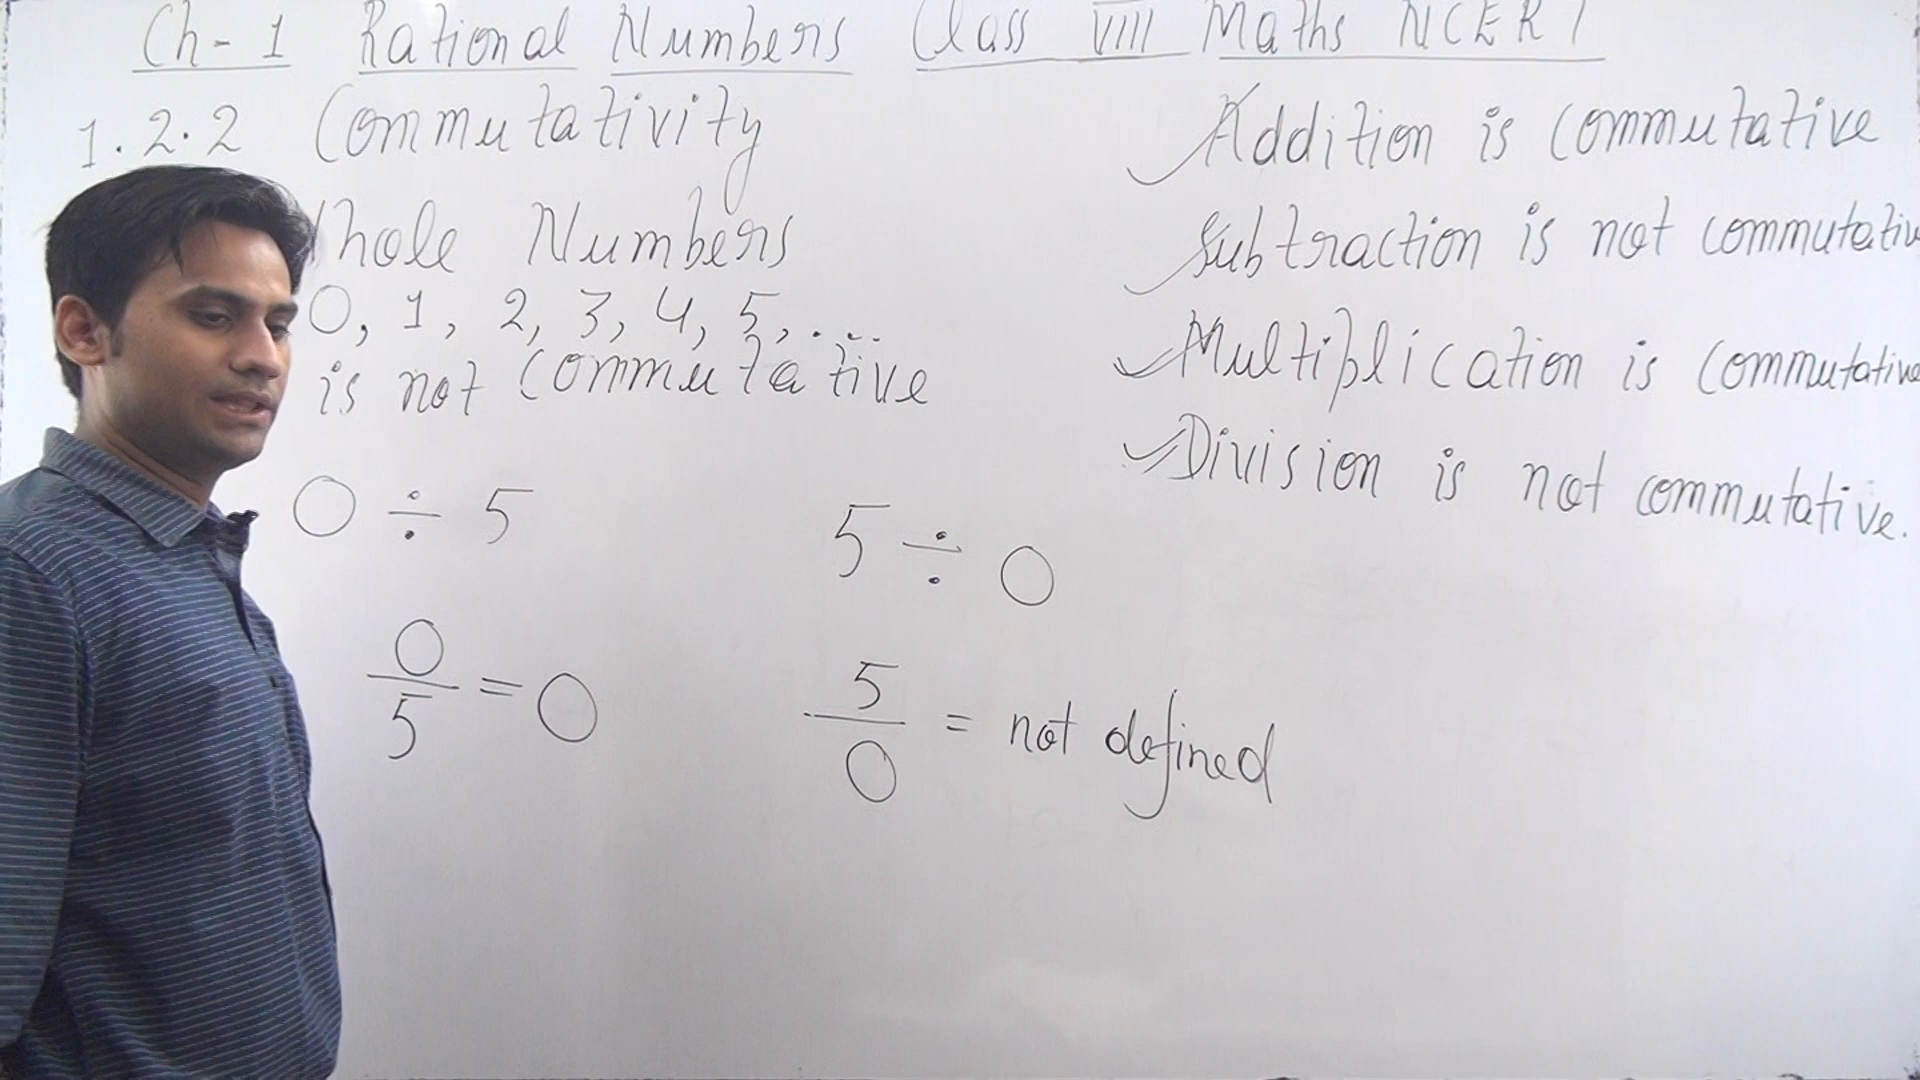 Ch-1 Rational Numbers Class VIII Maths NCERT
1.2.2 Commutativity
Whole Numbers
0, 1, 2, 3, 4, 5, .....
is not commutative
0 ÷ 5
0/5 = 0
5 ÷ 0
5/0 = not defined
Addition is commutative
Subtraction is not commutative
Multiplication is commutative
Division is not commutative.